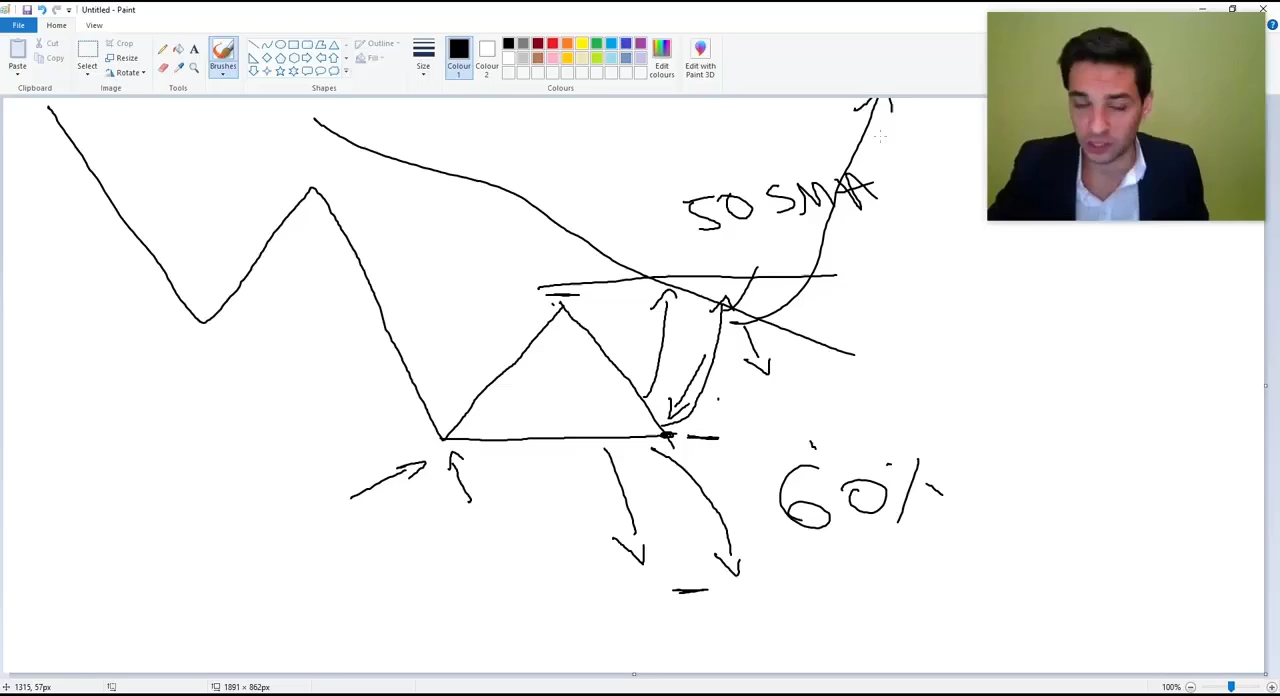 Untitled - Paint
File Home View
Paste
Cut
Copy
Clipboard
Select
Crop
Resize
Rotate
Image
A
Tools
Brushes
Shapes
Outline
Fill
Size
Colour 1
Colour 2
Edit colours
Edit with Paint 3D
Colours
50 SMA
60%
1315, 57px
1891 × 862px
100%